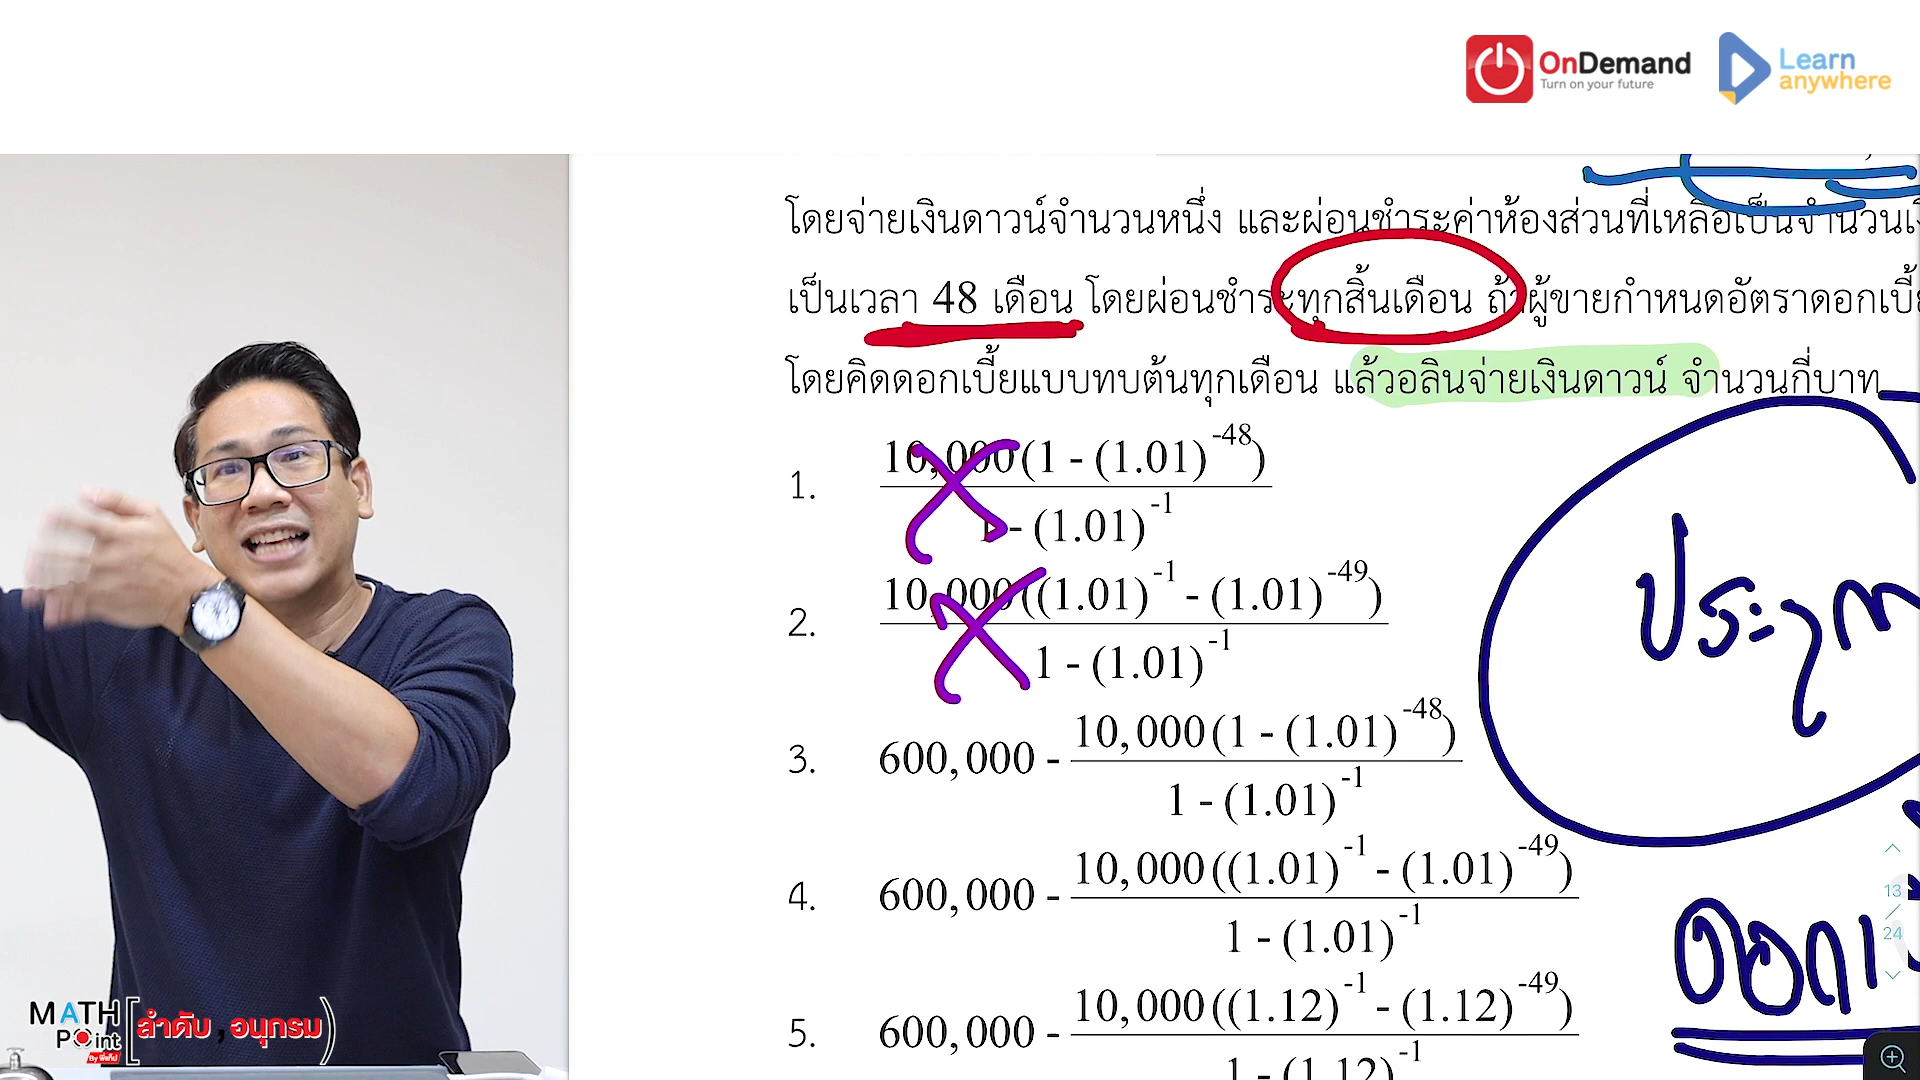 OnDemand
Turn on your future
Learn
anywhere
โดยจ่ายเงินดาวน์จำนวนหนึ่ง และผ่อนชำระค่าห้องส่วนที่เหลือเป็นจำนวน
เป็นเวลา 48 เดือน โดยผ่อนชำระทุกสิ้นเดือน ถ้าผู้ขายกำหนดอัตราดอกเบี้
โดยคิดดอกเบี้ยแบบทบต้นทุกเดือน แล้วอลินจ่ายเงินดาวน์ จำนวนกี่บาท
1. 10,000(1 - (1.01)^-48)
1 - (1.01)^-1
2. 10,000((1.01)^-1 - (1.01)^-49)
1 - (1.01)^-1
3. 600,000 - 10,000(1 - (1.01)^-48)
1 - (1.01)^-1
4. 600,000 - 10,000((1.01)^-1 - (1.01)^-49)
1 - (1.01)^-1
5. 600,000 - 10,000((1.12)^-1 - (1.12)^-49)
1 - (1.12)^-1
13
/
24
MATH
Point
By พี่แท็ป
[ลำดับ , อนุกรม)